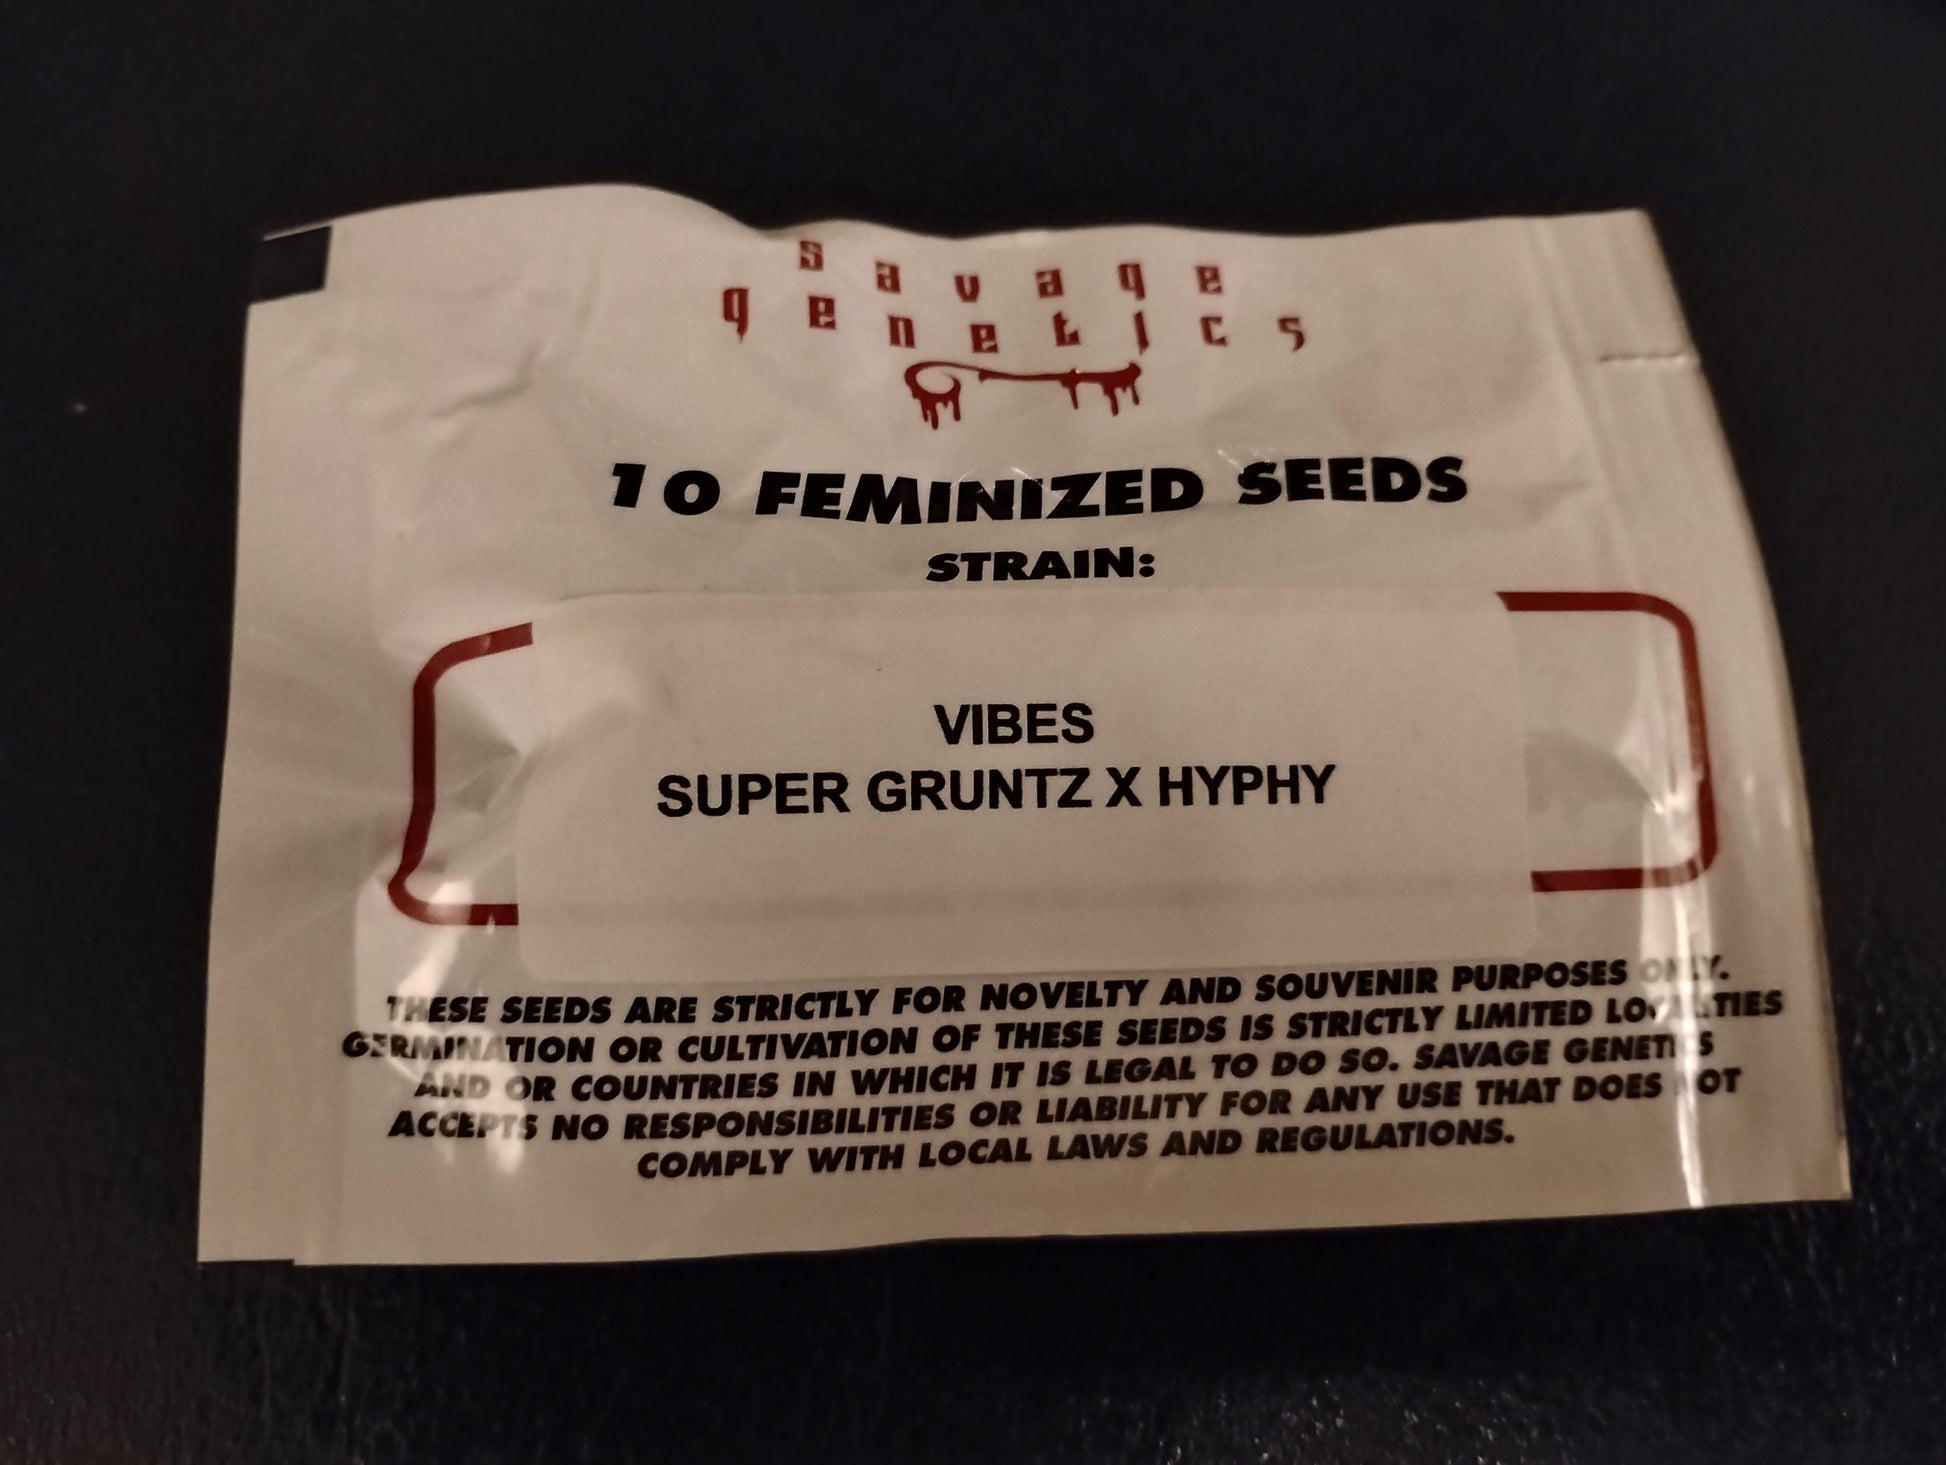 savage
genetics
10 FEMINIZED SEEDS
STRAIN:
VIBES
SUPER GRUNTZ X HYPHY
THESE SEEDS ARE STRICTLY FOR NOVELTY AND SOUVENIR PURPOSES ONLY.
GERMINATION OR CULTIVATION OF THESE SEEDS IS STRICTLY LIMITED LOCALITIES
AND OR COUNTRIES IN WHICH IT IS LEGAL TO DO SO. SAVAGE GENETICS
ACCEPTS NO RESPONSIBILITIES OR LIABILITY FOR ANY USE THAT DOES NOT
COMPLY WITH LOCAL LAWS AND REGULATIONS.